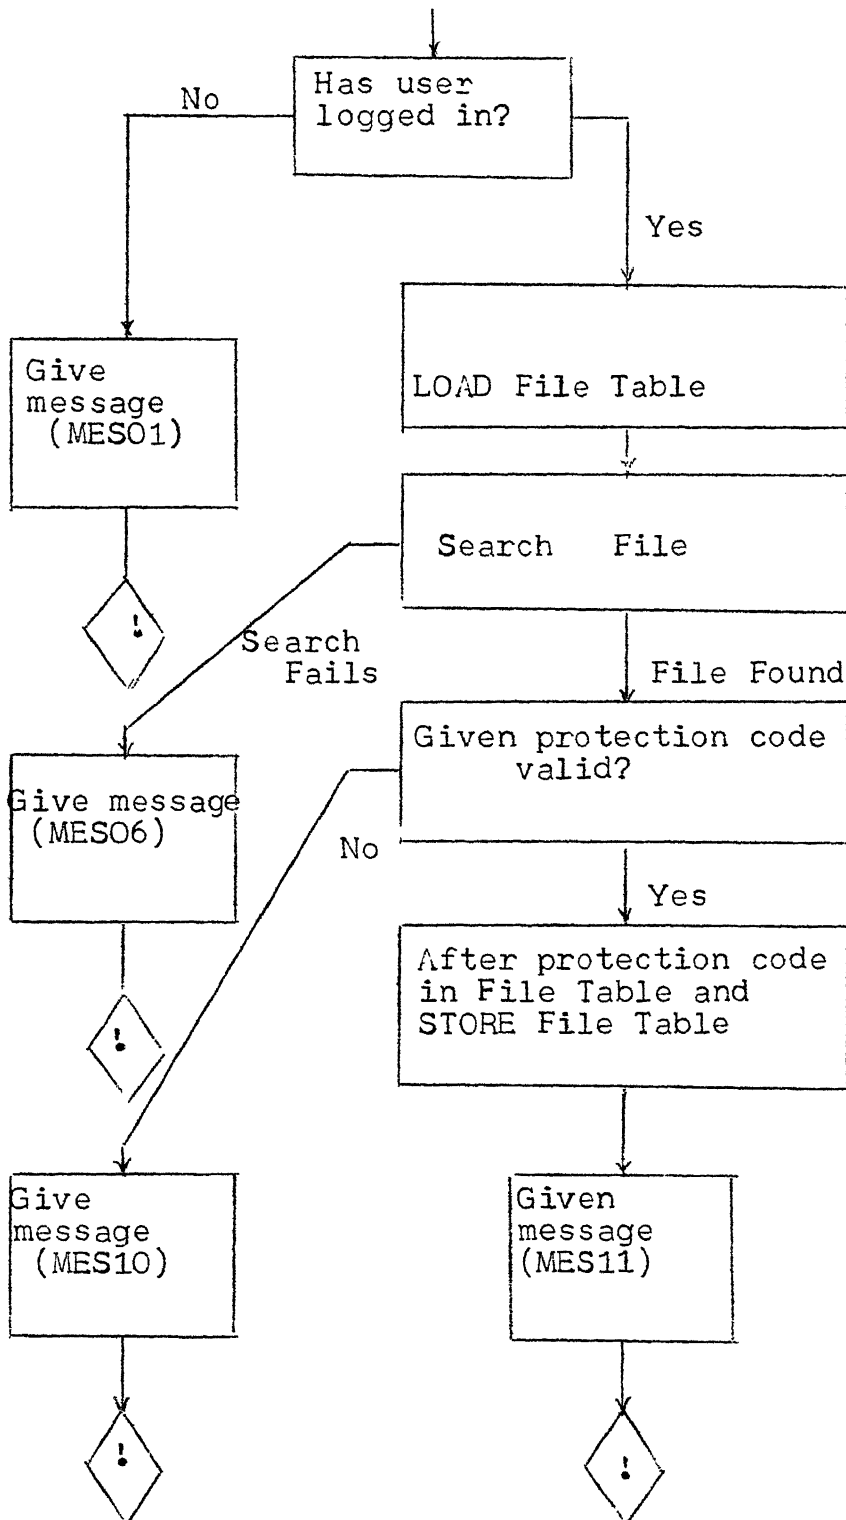 Has user
logged in?
No
Yes
LOAD File Table
Give
message
(MES01)
Search File
!
Search
Fails
File Found
Given protection code
valid?
Give message
(MES06)
No
Yes
After protection code
in File Table and
STORE File Table
!
Give
message
(MES10)
Given
message
(MES11)
!
!